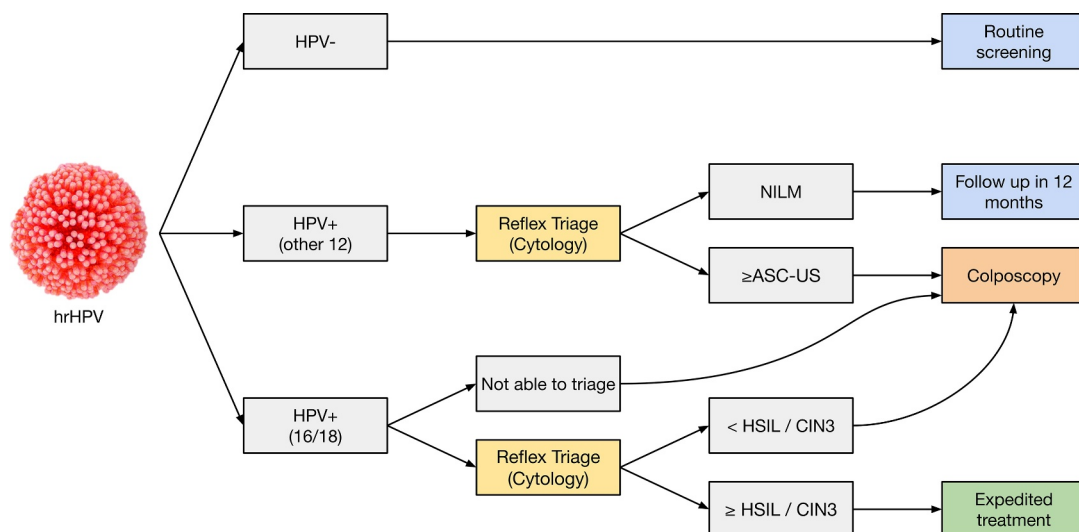 HPV-
Routine
screening
hrHPV
HPV+
(other 12)
Reflex Triage
(Cytology)
NILM
Follow up in 12
months
≥ASC-US
Colposcopy
Not able to triage
HPV+
(16/18)
Reflex Triage
(Cytology)
< HSIL / CIN3
≥ HSIL / CIN3
Expedited
treatment